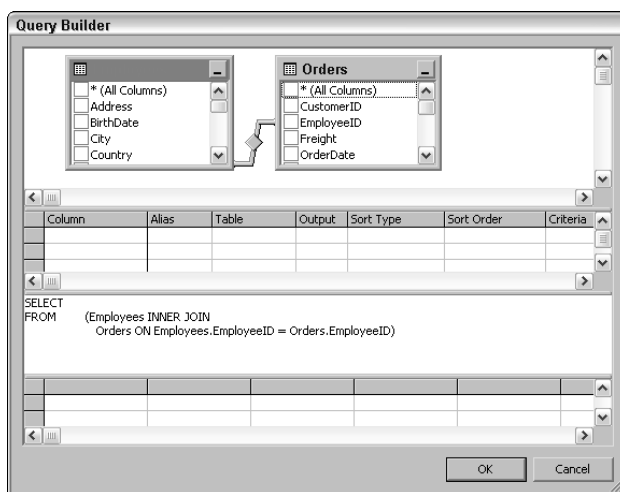 Query Builder
* (All Columns)
Address
BirthDate
City
Country
Orders
* (All Columns)
CustomerID
EmployeeID
Freight
OrderDate
Column Alias Table Output Sort Type Sort Order Criteria
SELECT
FROM (Employees INNER JOIN
Orders ON Employees.EmployeeID = Orders.EmployeeID)
OK Cancel